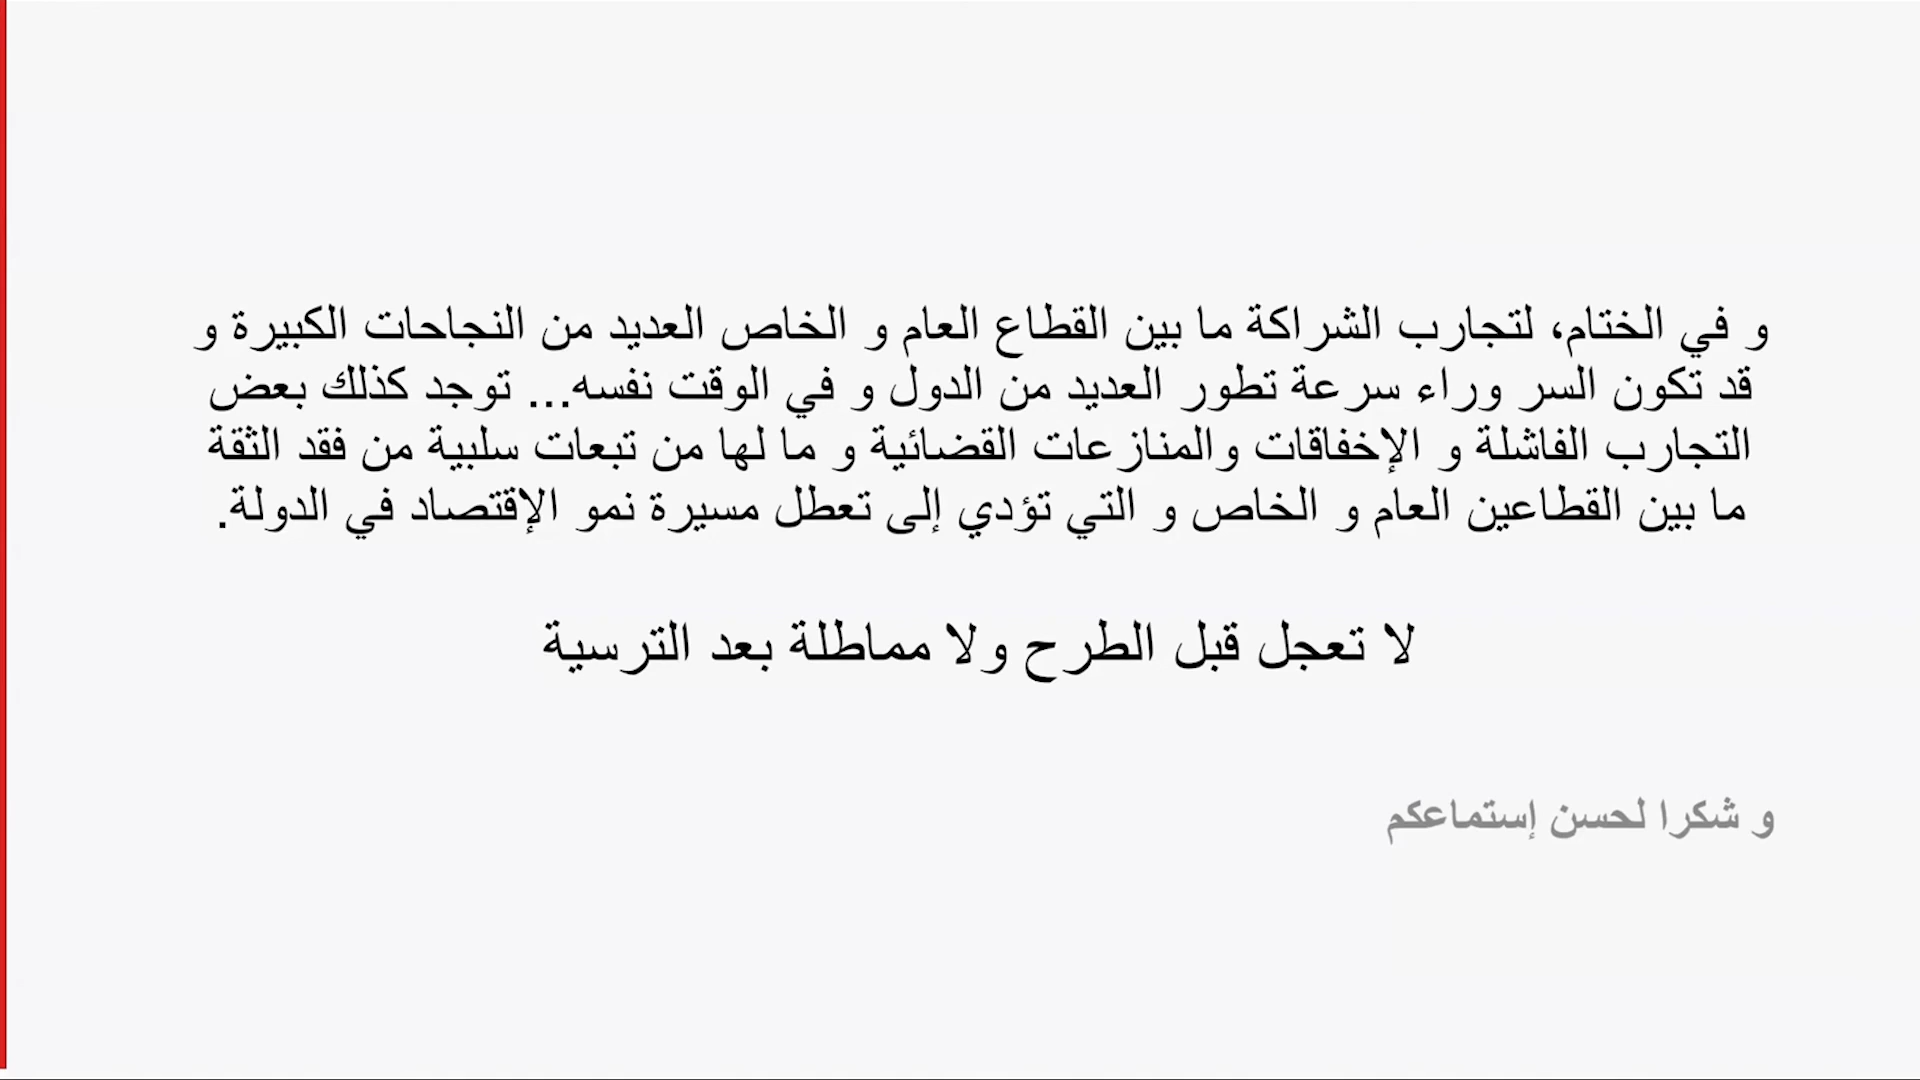 و في الختام، لتجارب الشراكة ما بين القطاع العام و الخاص العديد من النجاحات الكبيرة و
قد تكون السر وراء سرعة تطور العديد من الدول و في الوقت نفسه... توجد كذلك بعض
التجارب الفاشلة و الإخفاقات والمنازعات القضائية و ما لها من تبعات سلبية من فقد الثقة
ما بين القطاعين العام و الخاص و التي تؤدي إلى تعطل مسيرة نمو الإقتصاد في الدولة.
لا تعجل قبل الطرح ولا مماطلة بعد الترسية
و شكرا لحسن إستماعكم